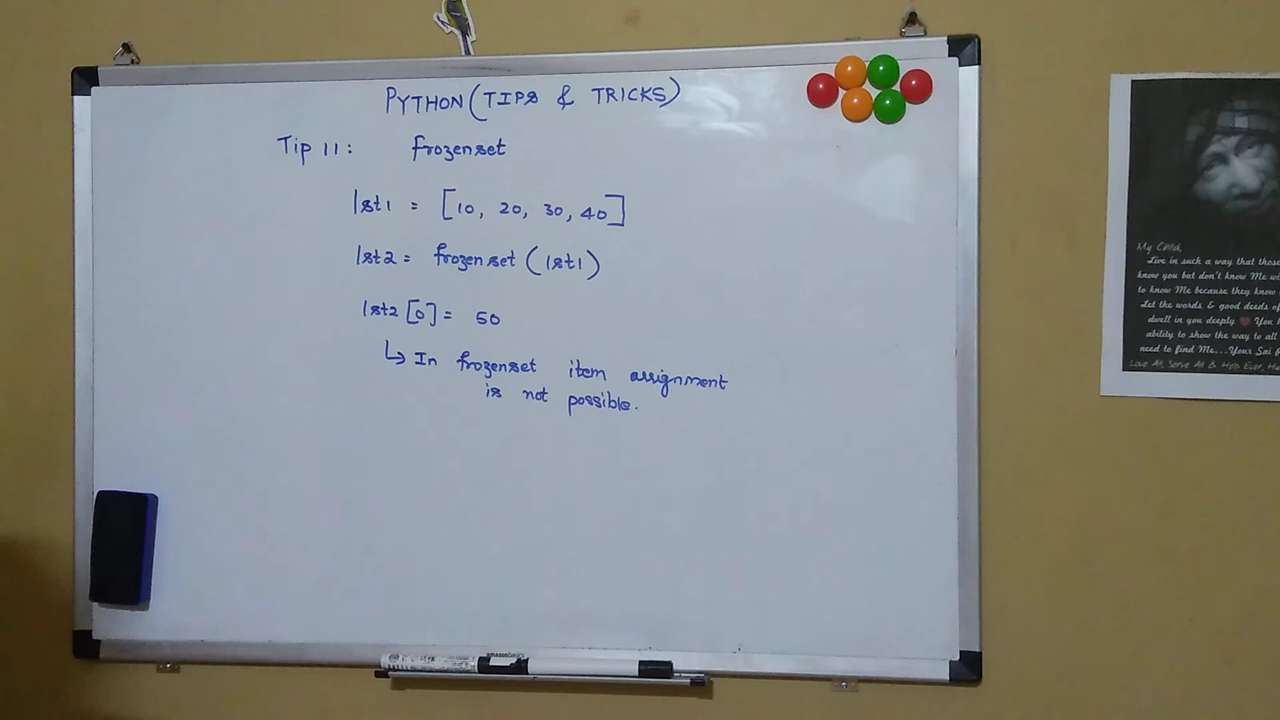 PYTHON (TIPS & TRICKS)
Tip 11: frozenset
lst1 = [10, 20, 30, 40]
lst2 = frozenset (lst1)
lst2 [0] = 50
↳ In frozenset item assignment
is not possible.
My Child,
Live in such a way that those
know you but don't know Me
to know Me because they know
Let the words & good deeds of
dwell in you deeply ❤ You
ability to show the way to all
need to find Me...Your Sai
Love All, Serve All & Help Ever,
amazonbasics